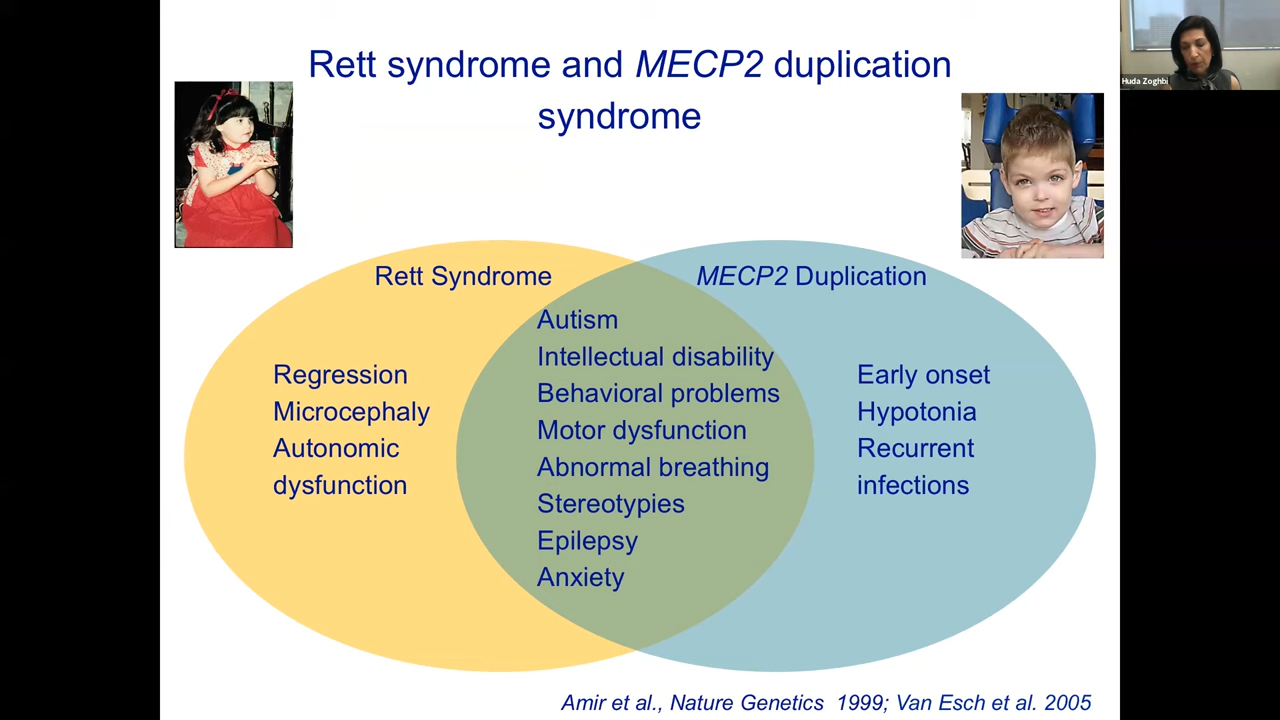 Rett syndrome and MECP2 duplication
syndrome
Huda Zoghbi
Rett Syndrome
MECP2 Duplication
Regression
Microcephaly
Autonomic
dysfunction
Autism
Intellectual disability
Behavioral problems
Motor dysfunction
Abnormal breathing
Stereotypies
Epilepsy
Anxiety
Early onset
Hypotonia
Recurrent
infections
Amir et al., Nature Genetics 1999; Van Esch et al. 2005